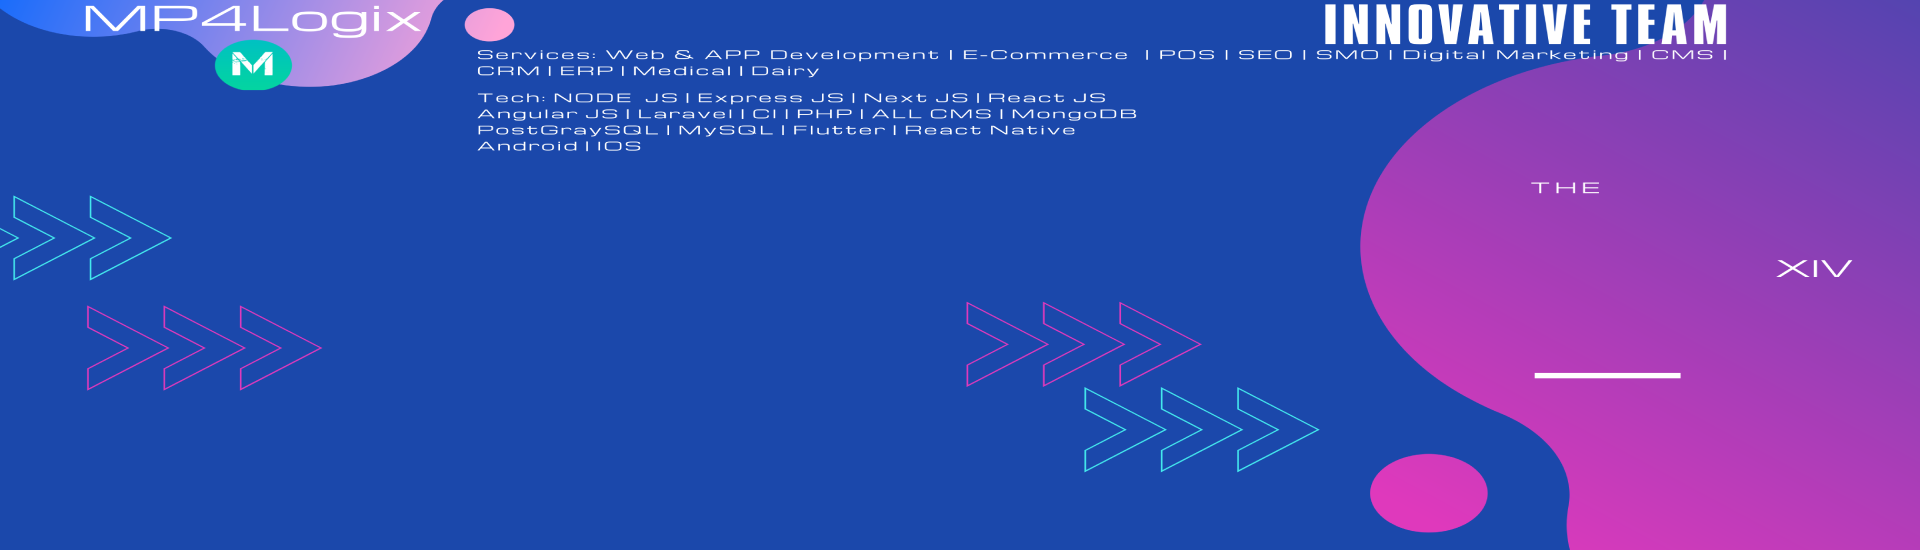 MP4Logix
M
INNOVATIVE TEAM
Services: Web & APP Development | E-Commerce | POS | SEO | SMO | Digital Marketing | CMS |
CRM | ERP | Medical | Dairy
Tech: NODE JS | Express JS | Next JS | React JS
Angular JS | Laravel | CI | PHP | ALL CMS | MongoDB
PostGraySQL | MySQL | Flutter | React Native
Android | IOS
THE
XIV